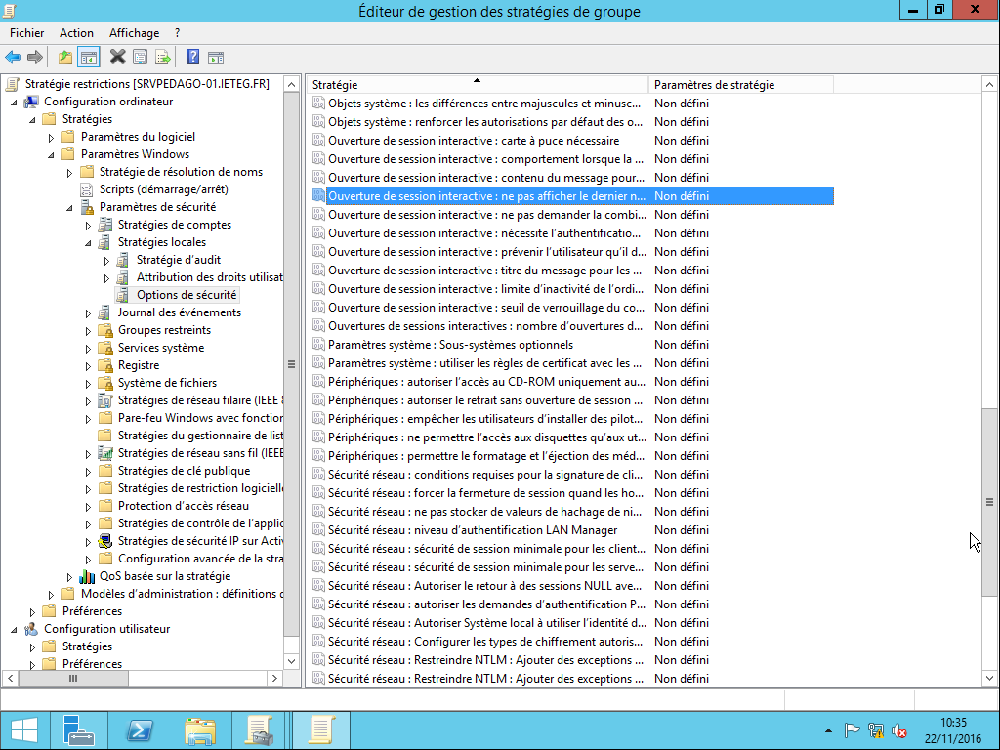 Éditeur de gestion des stratégies de groupe
Fichier Action Affichage ?
Stratégie restrictions [SRVPEDAGO-01.IETEG.FR]
Configuration ordinateur
Stratégies
Paramètres du logiciel
Paramètres Windows
Stratégie de résolution de noms
Scripts (démarrage/arrêt)
Paramètres de sécurité
Stratégies de comptes
Stratégies locales
Stratégie d'audit
Attribution des droits utilisat
Options de sécurité
Journal des événements
Groupes restreints
Services système
Registre
Système de fichiers
Stratégies de réseau filaire (IEEE 8
Pare-feu Windows avec fonction
Stratégies du gestionnaire de list
Stratégies de réseau sans fil (IEEE
Stratégies de clé publique
Stratégies de restriction logicielle
Protection d'accès réseau
Stratégies de contrôle de l'applic
Stratégies de sécurité IP sur Activ
Configuration avancée de la stra
QoS basée sur la stratégie
Modèles d'administration : définitions d
Préférences
Configuration utilisateur
Stratégies
Préférences
Stratégie Paramètres de stratégie
Objets système : les différences entre majuscules et minusc... Non défini
Objets système : renforcer les autorisations par défaut des o... Non défini
Ouverture de session interactive : carte à puce nécessaire Non défini
Ouverture de session interactive : comportement lorsque la ... Non défini
Ouverture de session interactive : contenu du message pour... Non défini
Ouverture de session interactive : ne pas afficher le dernier n... Non défini
Ouverture de session interactive : ne pas demander la combi... Non défini
Ouverture de session interactive : nécessite l'authentificatio... Non défini
Ouverture de session interactive : prévenir l'utilisateur qu'il d... Non défini
Ouverture de session interactive : titre du message pour les ... Non défini
Ouverture de session interactive : limite d'inactivité de l'ordi... Non défini
Ouverture de session interactive : seuil de verrouillage du co... Non défini
Ouvertures de sessions interactives : nombre d'ouvertures d... Non défini
Paramètres système : Sous-systèmes optionnels Non défini
Paramètres système : utiliser les règles de certificat avec les ... Non défini
Périphériques : autoriser l'accès au CD-ROM uniquement au... Non défini
Périphériques : autoriser le retrait sans ouverture de session ... Non défini
Périphériques : empêcher les utilisateurs d'installer des pilot... Non défini
Périphériques : ne permettre l'accès aux disquettes qu'aux ut... Non défini
Périphériques : permettre le formatage et l'éjection des méd... Non défini
Sécurité réseau : conditions requises pour la signature de cli... Non défini
Sécurité réseau : forcer la fermeture de session quand les ho... Non défini
Sécurité réseau : ne pas stocker de valeurs de hachage de ni... Non défini
Sécurité réseau : niveau d'authentification LAN Manager Non défini
Sécurité réseau : sécurité de session minimale pour les client... Non défini
Sécurité réseau : sécurité de session minimale pour les serve... Non défini
Sécurité réseau : Autoriser le retour à des sessions NULL ave... Non défini
Sécurité réseau : autoriser les demandes d'authentification P... Non défini
Sécurité réseau : Autoriser Système local à utiliser l'identité d... Non défini
Sécurité réseau : Configurer les types de chiffrement autoris... Non défini
Sécurité réseau : Restreindre NTLM : Ajouter des exceptions ... Non défini
Sécurité réseau : Restreindre NTLM : Ajouter des exceptions ... Non défini
10:35
22/11/2016